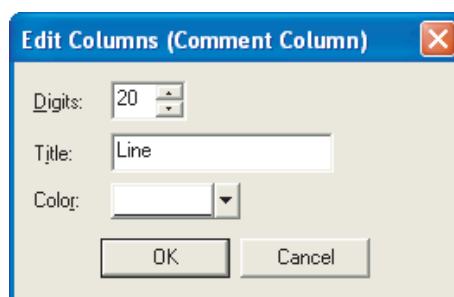 Edit Columns (Comment Column)
Digits: 20
Title: Line
Color:
OK Cancel